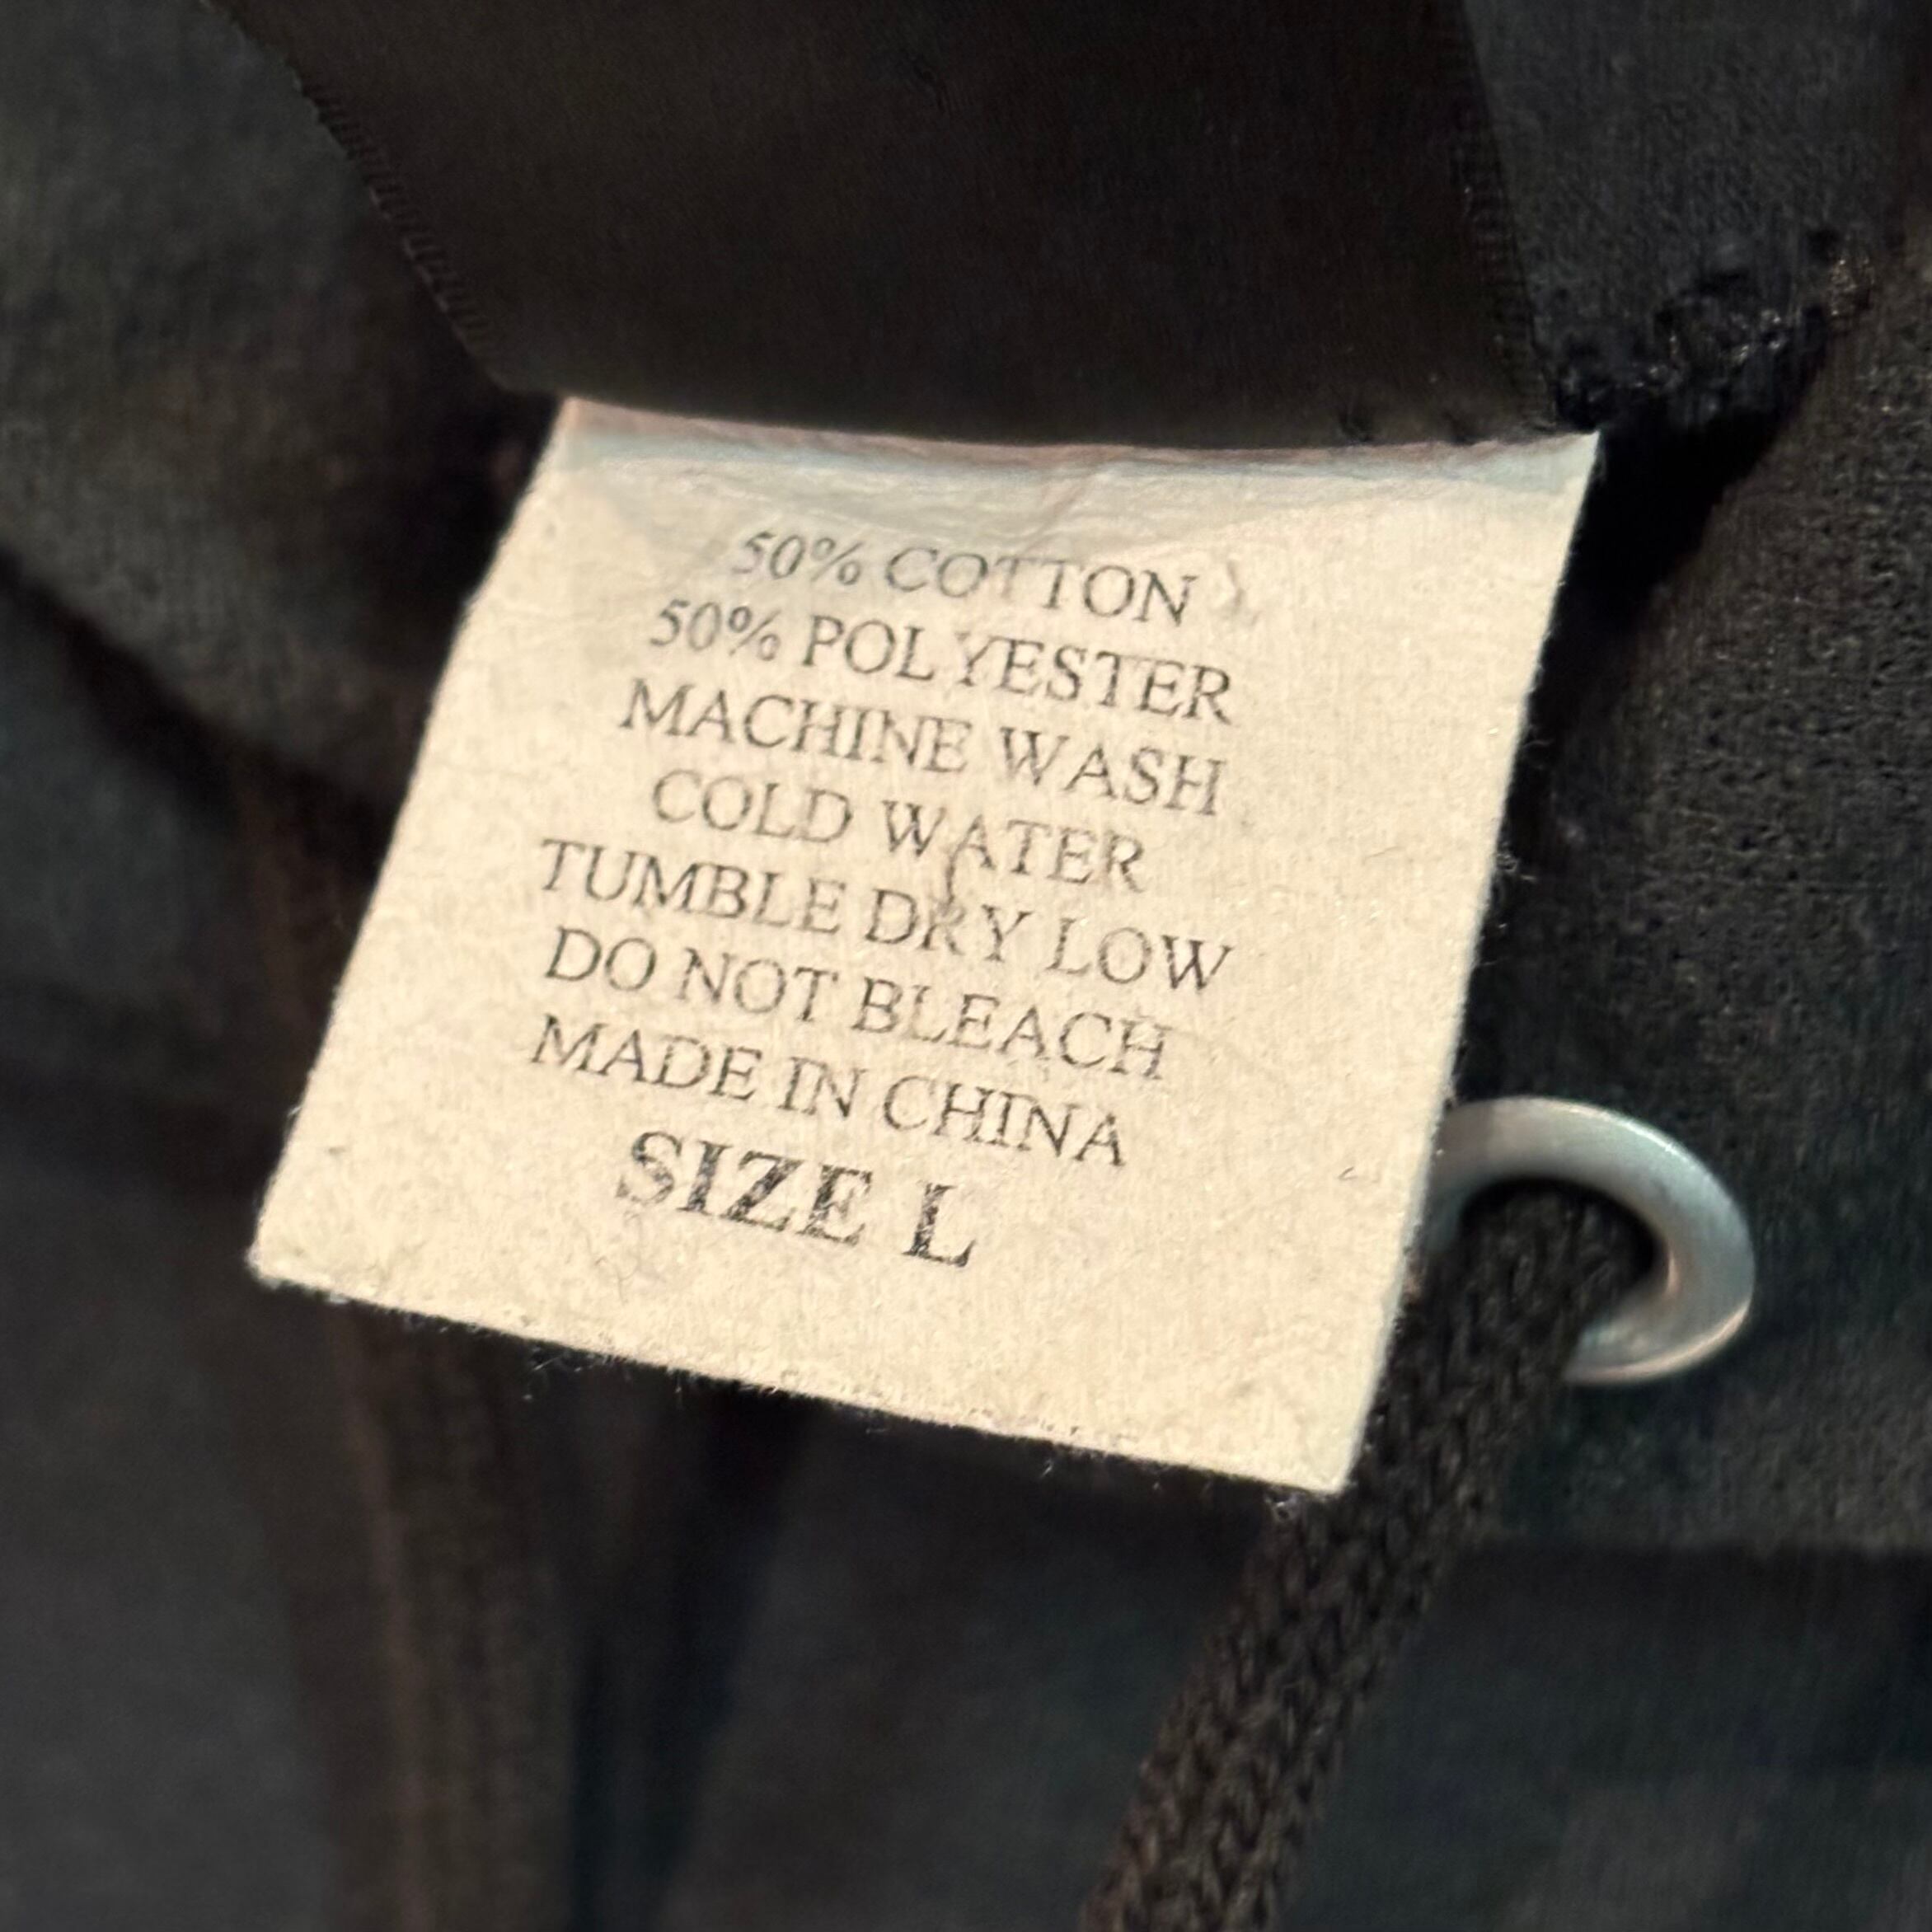 50% COTTON
50% POLYESTER
MACHINE WASH
COLD WATER
TUMBLE DRY LOW
DO NOT BLEACH
MADE IN CHINA
SIZE L